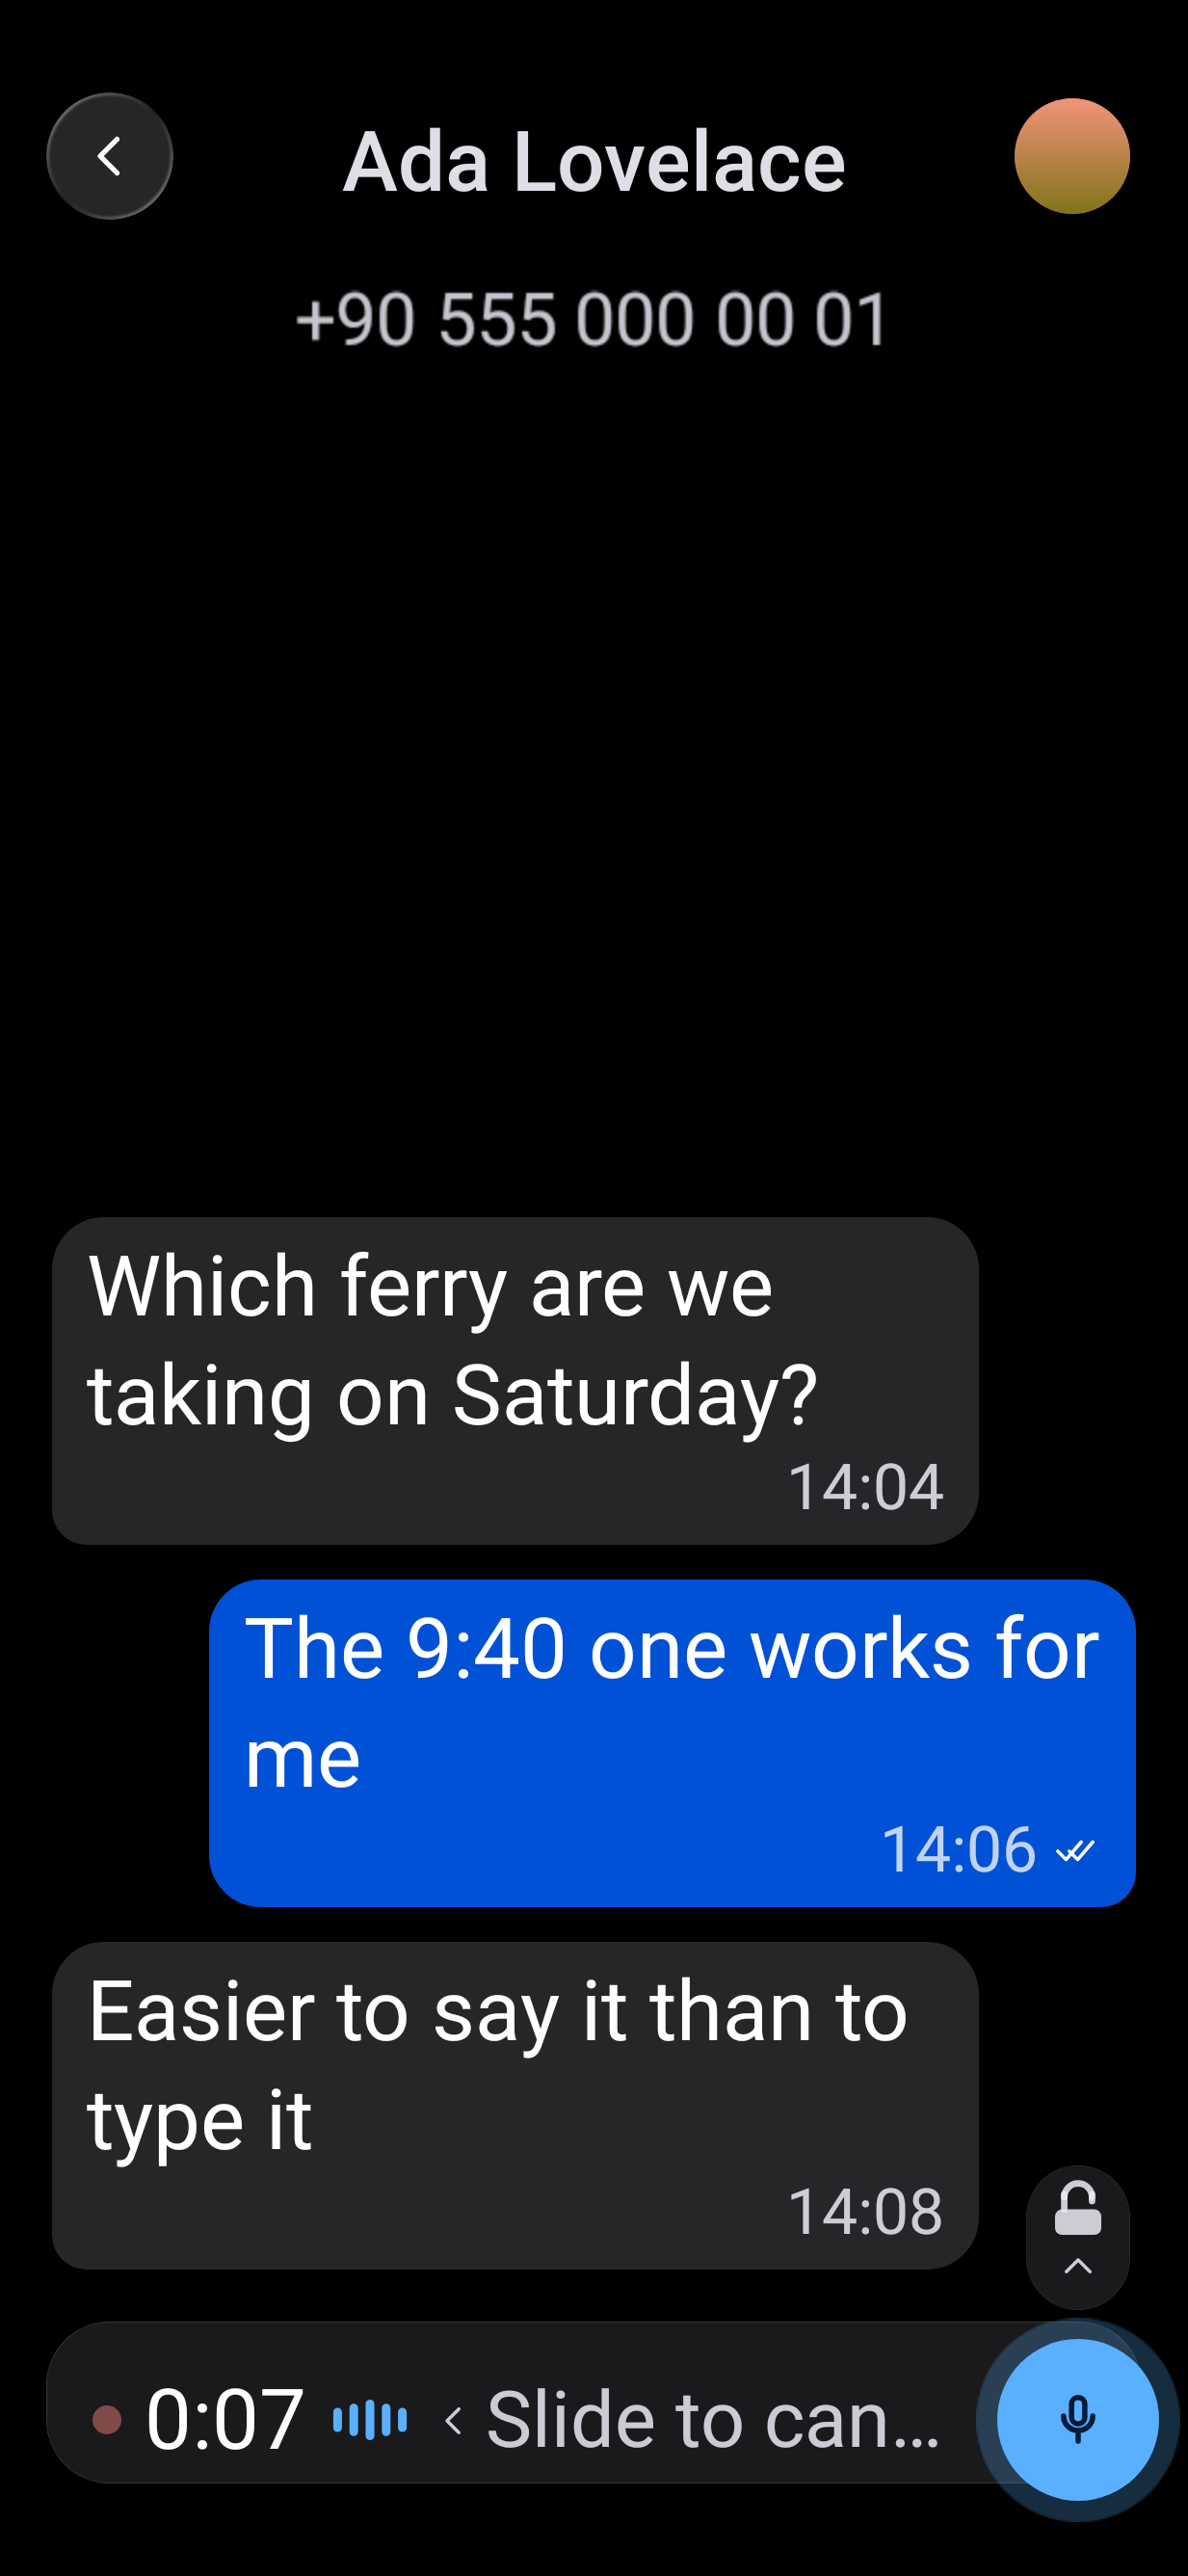 Ada Lovelace
+90 555 000 00 01
Which ferry are we
taking on Saturday?
14:04
The 9:40 one works for
me
14:06
Easier to say it than to
type it
14:08
0:07 Slide to can…